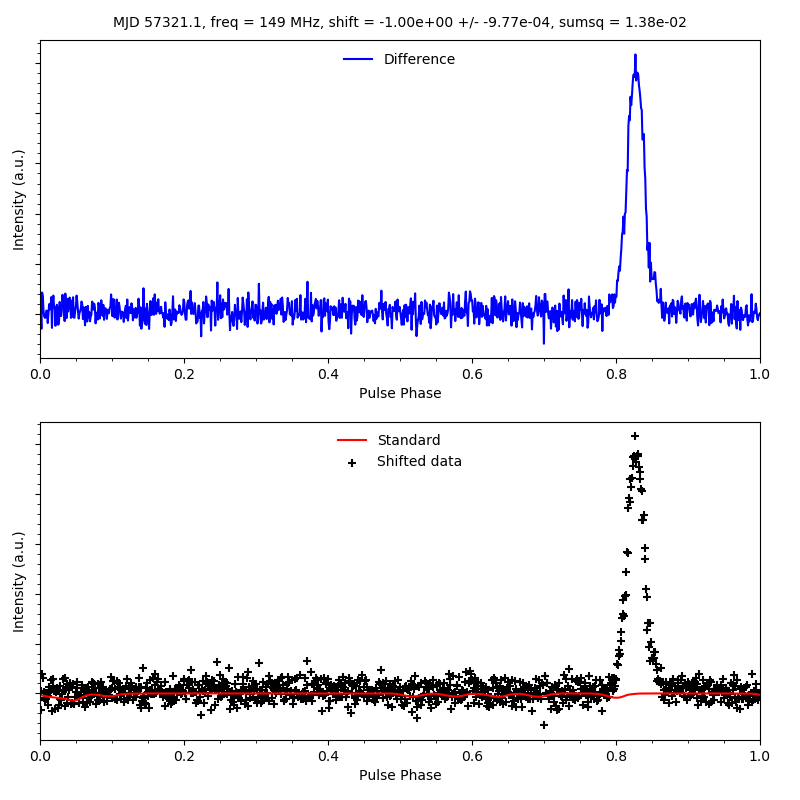 MJD 57321.1, freq = 149 MHz, shift = -1.00e+00 +/- -9.77e-04, sumsq = 1.38e-02
Difference
Intensity (a.u.)
0.0 0.2 0.4 0.6 0.8 1.0
Pulse Phase
Standard
Shifted data
Intensity (a.u.)
0.0 0.2 0.4 0.6 0.8 1.0
Pulse Phase